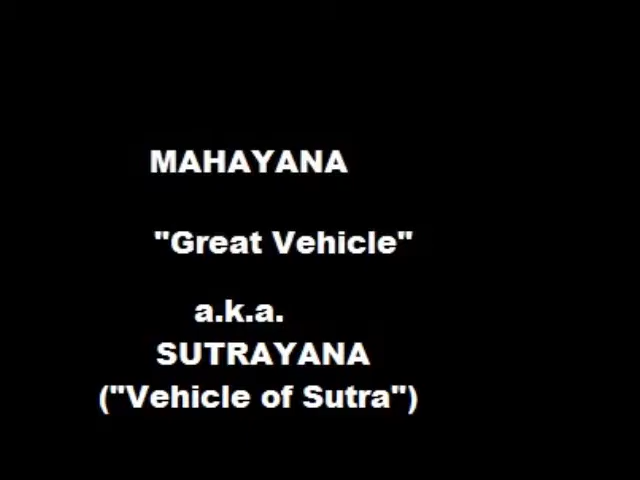 MAHAYANA
"Great Vehicle"
a.k.a.
SUTRAYANA
("Vehicle of Sutra")